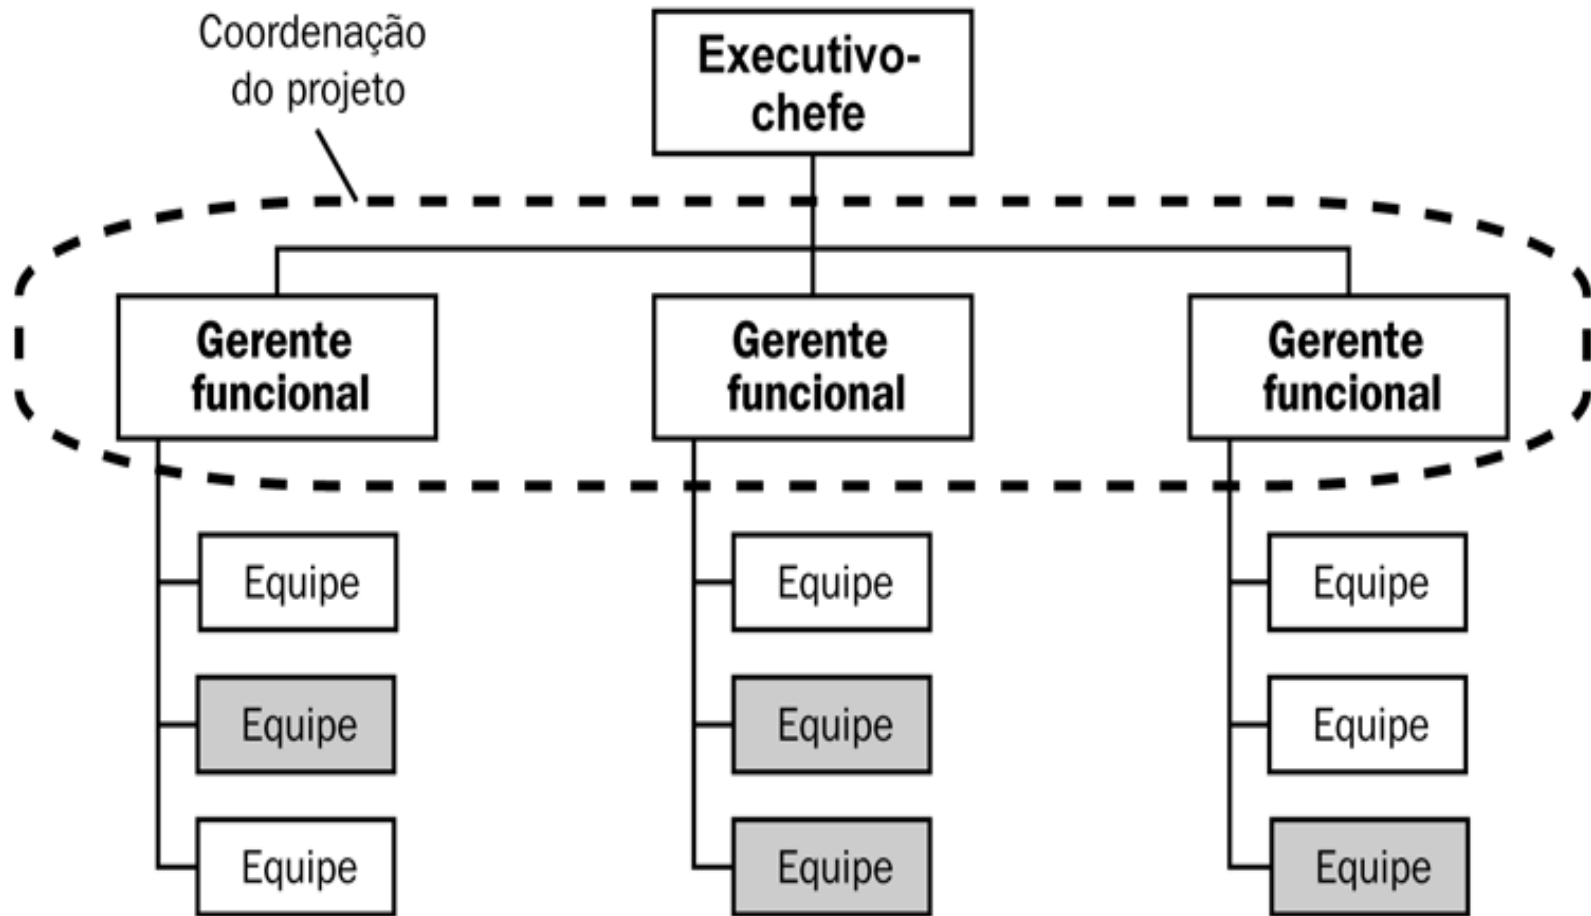 Coordenação
do projeto
Executivo-
chefe
Gerente
funcional
Gerente
funcional
Gerente
funcional
Equipe
Equipe
Equipe
Equipe
Equipe
Equipe
Equipe
Equipe
Equipe